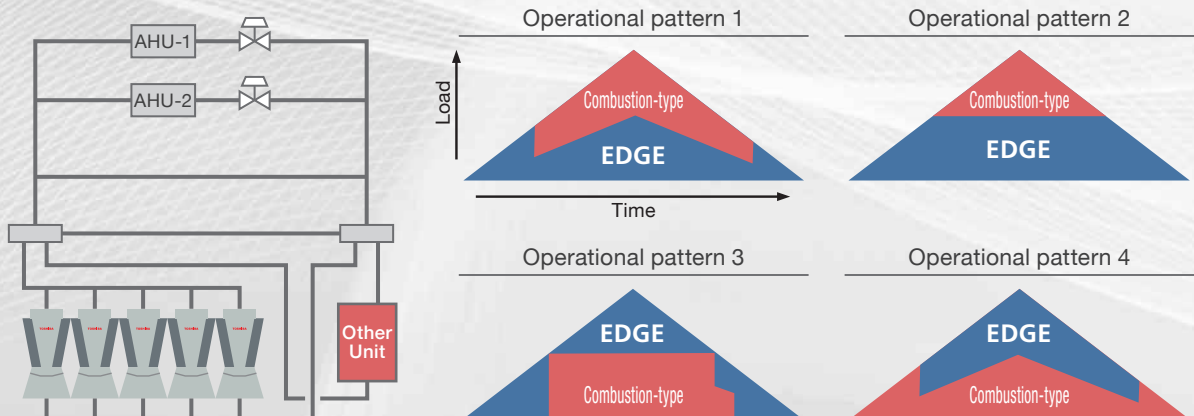 AHU-1
AHU-2
Other
Unit
Operational pattern 1
Load
Combustion-type
EDGE
Time
Operational pattern 2
Combustion-type
EDGE
Operational pattern 3
EDGE
Combustion-type
Operational pattern 4
EDGE
Combustion-type